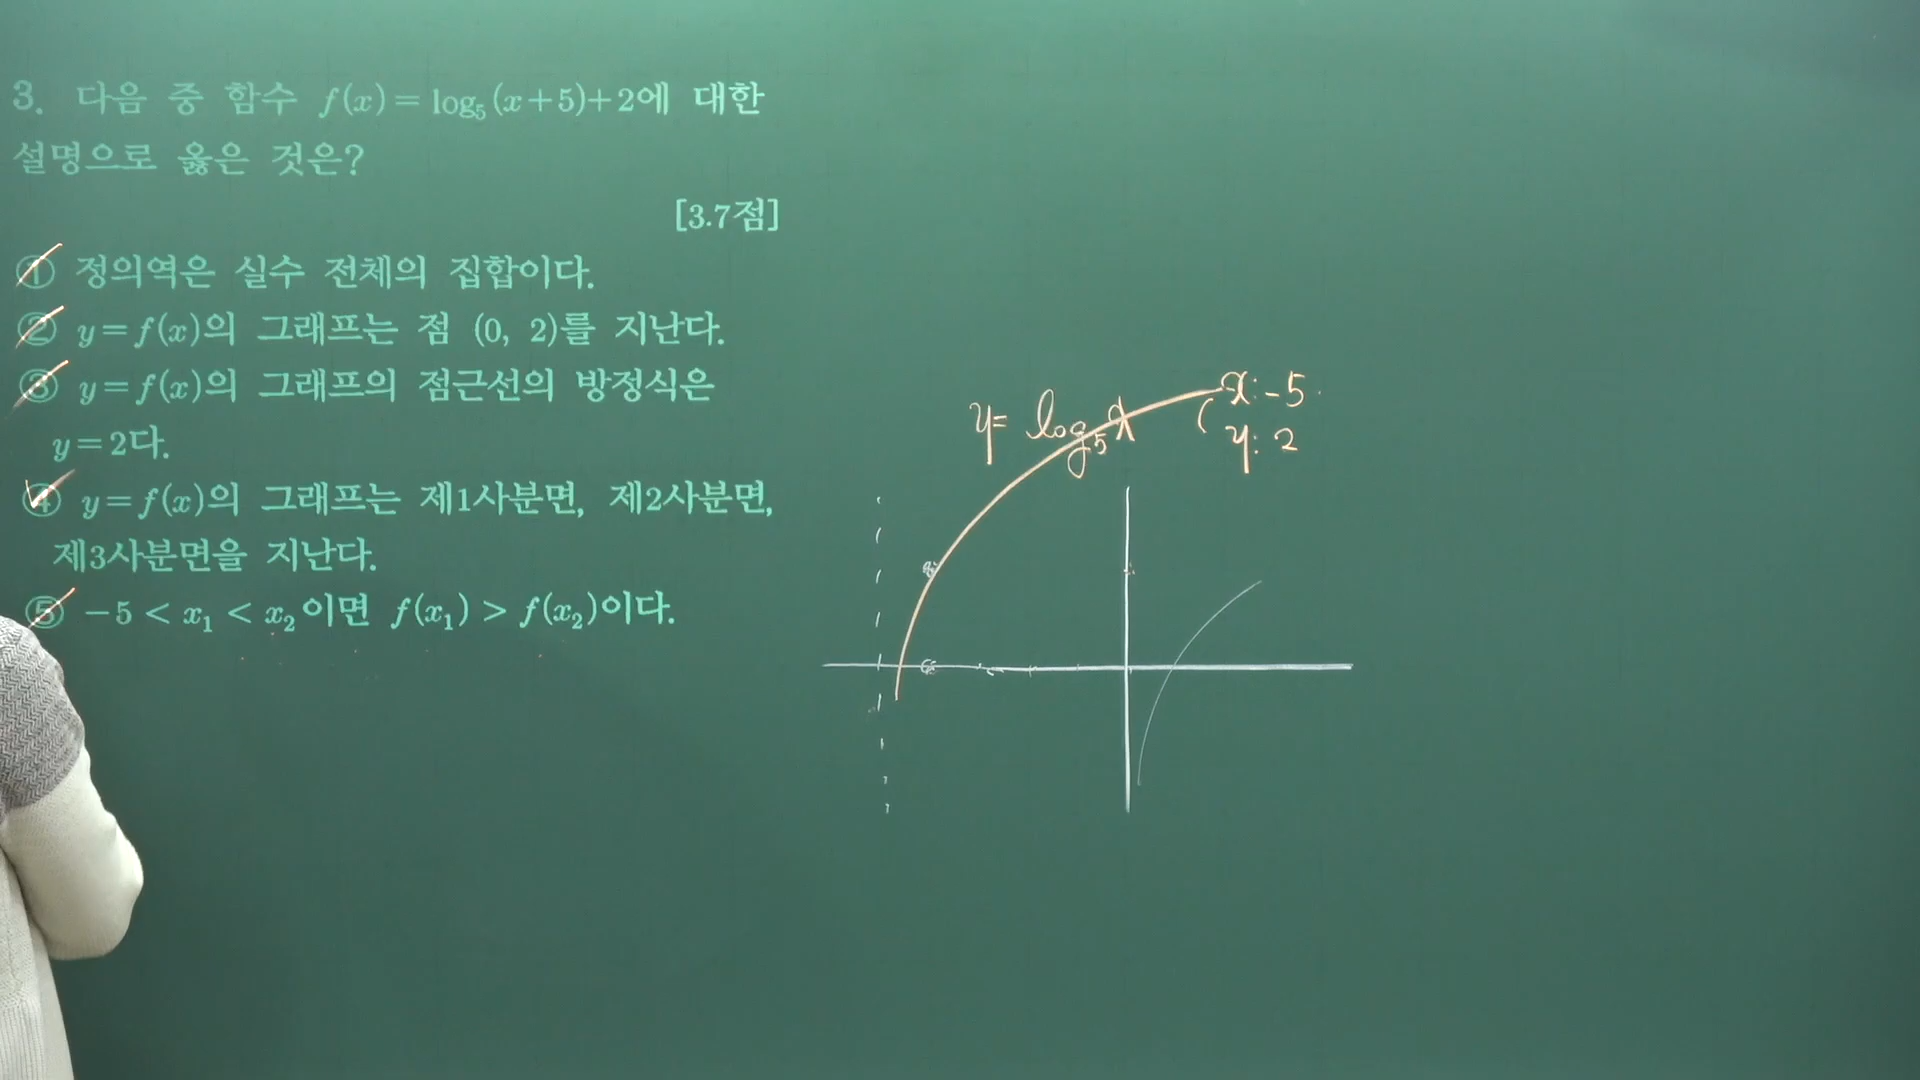 3. 다음 중 함수 f(x)=log₅(x+5)+2에 대한
설명으로 옳은 것은?
[3.7점]
① 정의역은 실수 전체의 집합이다.
② y=f(x)의 그래프는 점 (0, 2)를 지난다.
③ y=f(x)의 그래프의 점근선의 방정식은
y=2다.
④ y=f(x)의 그래프는 제1사분면, 제2사분면,
제3사분면을 지난다.
⑤ -5 < x₁ < x₂이면 f(x₁) > f(x₂)이다.
y= log₅x
x: -5
y: 2